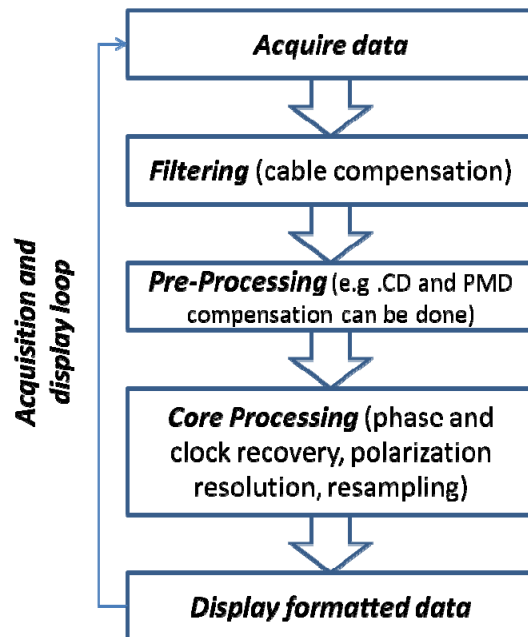 Acquire data
Filtering (cable compensation)
Pre-Processing (e.g .CD and PMD
compensation can be done)
Core Processing (phase and
clock recovery, polarization
resolution, resampling)
Display formatted data
Acquisition and
display loop